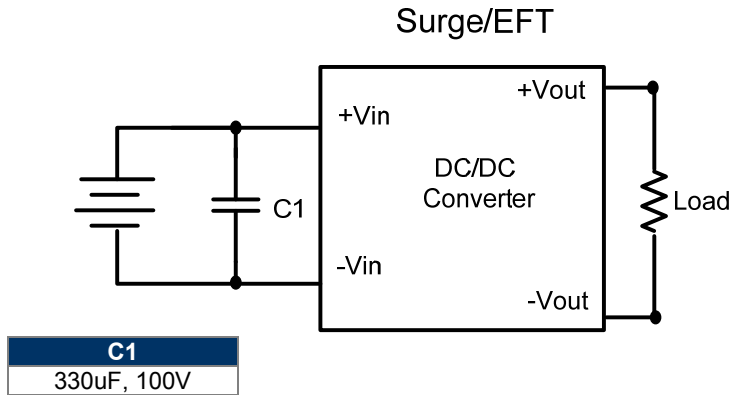 Surge/EFT
+Vin
+Vout
DC/DC
Converter
C1
Load
-Vin
-Vout
C1
330uF, 100V